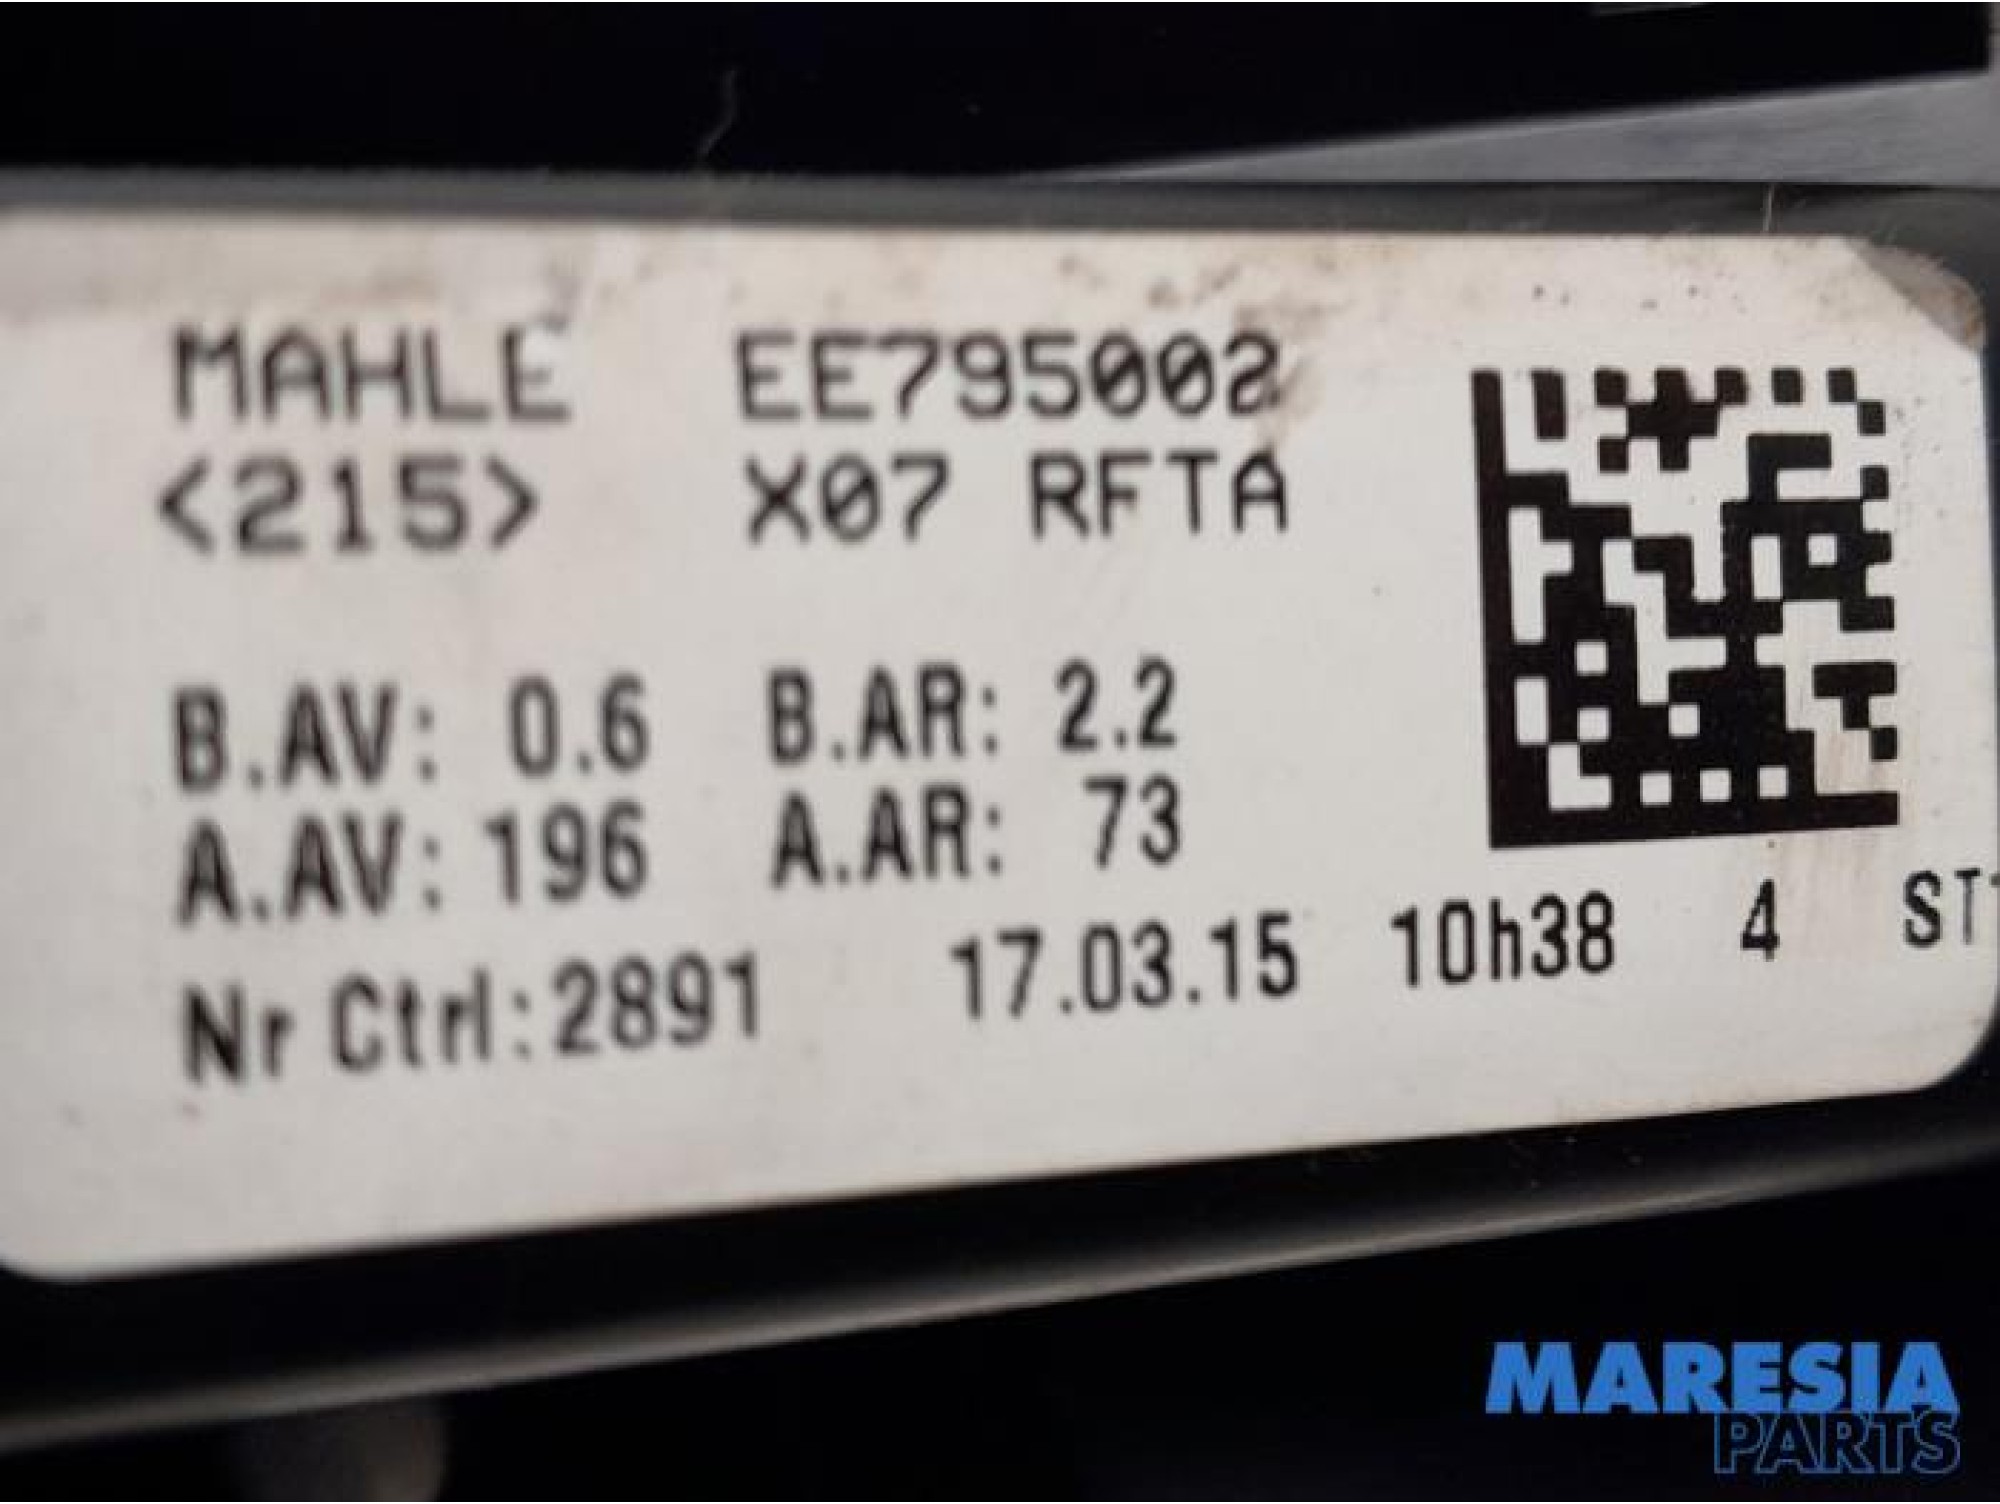 MAHLE EE795002
<215> X07 RFTA
B.AV: 0.6 B.AR: 2.2
A.AV: 196 A.AR: 73
Nr Ctrl:2891 17.03.15 10h38 4
MARESIA
PARTS